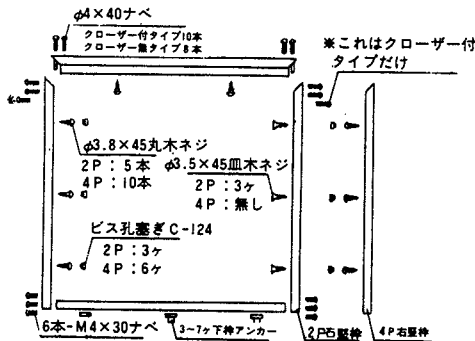 φ4×40ナベ
クローザー付タイプ10本
クローザー無タイプ8本
※これはクローザー付
タイプだけ
φ3.8×45丸木ネジ
2P：5本
4P：10本
φ3.5×45皿木ネジ
2P：3ヶ
4P：無し
ビス孔塞ぎC-124
2P：3ヶ
4P：6ヶ
6本-M4×30ナベ
3~7ヶ下枠アンカー
2P右竪枠
4P右竪枠